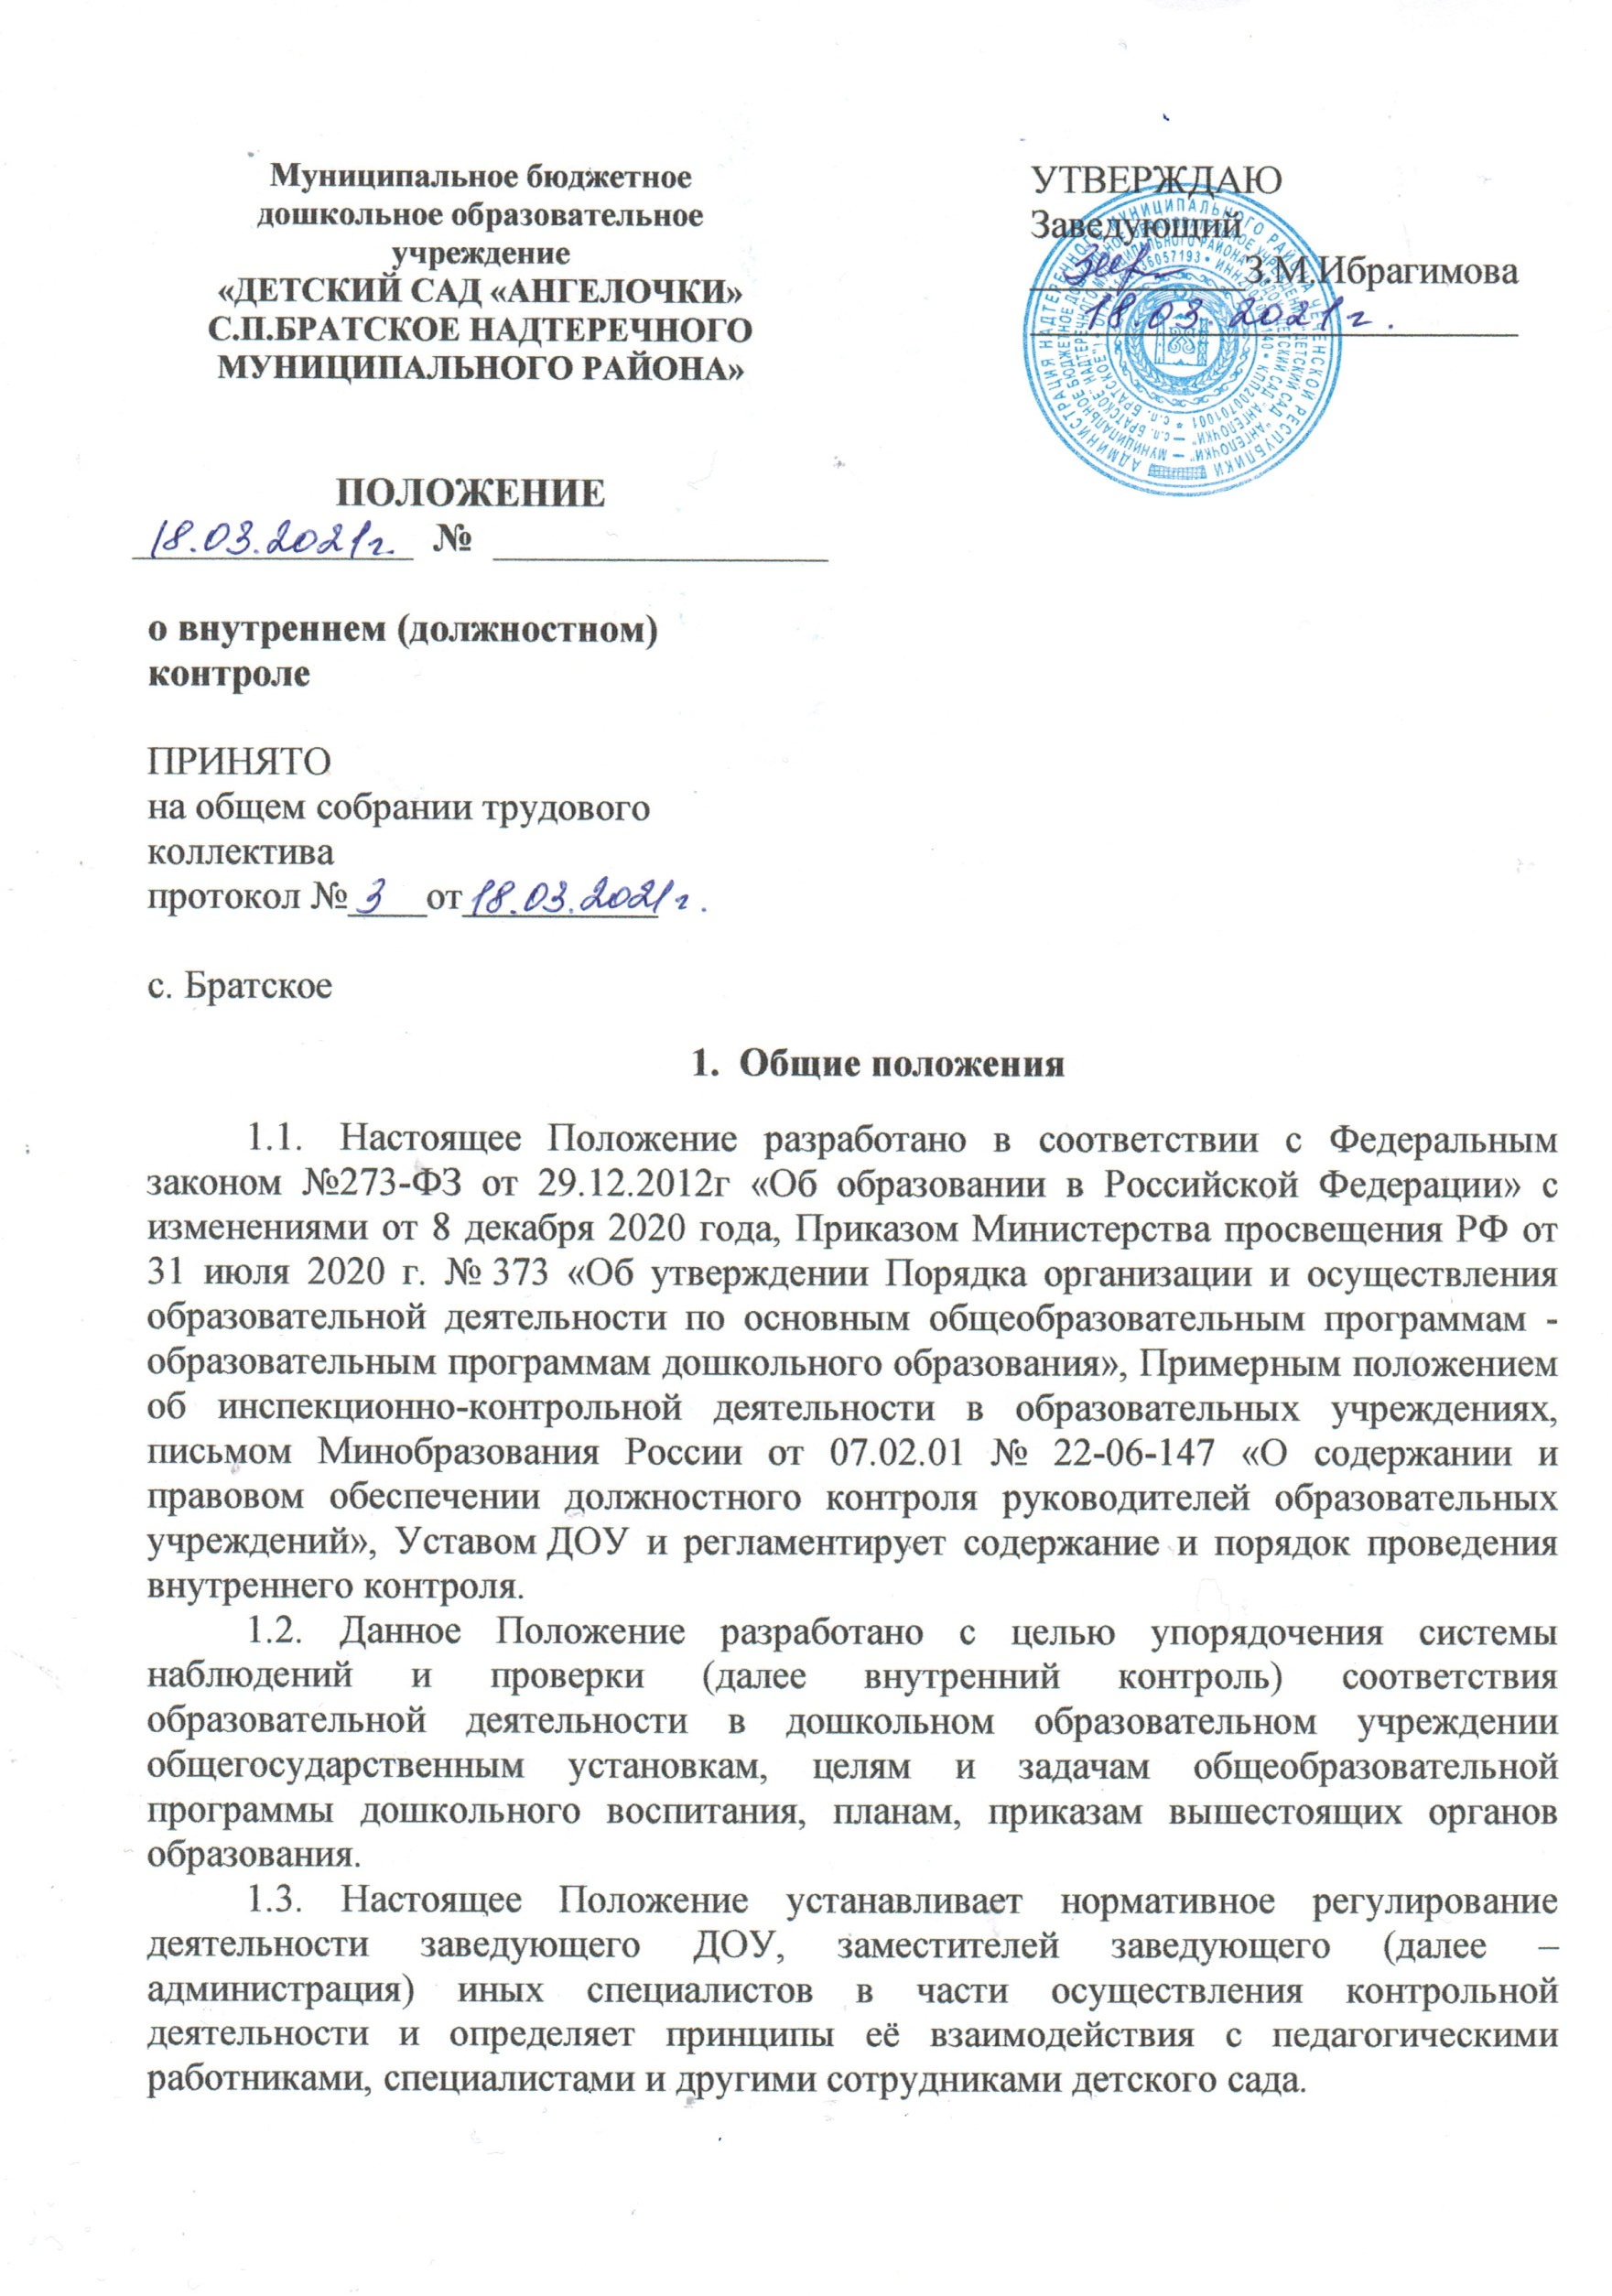 Муниципальное бюджетное
дошкольное образовательное
учреждение
«ДЕТСКИЙ САД «АНГЕЛОЧКИ»
С.П.БРАТСКОЕ НАДТЕРЕЧНОГО
МУНИЦИПАЛЬНОГО РАЙОНА»
УТВЕРЖДАЮ
Заведующий
З.М.Ибрагимова
18.03.2021г.
ПОЛОЖЕНИЕ
18.03.2021г. №
о внутреннем (должностном)
контроле
ПРИНЯТО
на общем собрании трудового
коллектива
протокол № 3 от 18.03.2021г.
с. Братское
1. Общие положения
1.1. Настоящее Положение разработано в соответствии с Федеральным
законом №273-ФЗ от 29.12.2012г «Об образовании в Российской Федерации» с
изменениями от 8 декабря 2020 года, Приказом Министерства просвещения РФ от
31 июля 2020 г. № 373 «Об утверждении Порядка организации и осуществления
образовательной деятельности по основным общеобразовательным программам -
образовательным программам дошкольного образования», Примерным положением
об инспекционно-контрольной деятельности в образовательных учреждениях,
письмом Минобразования России от 07.02.01 № 22-06-147 «О содержании и
правовом обеспечении должностного контроля руководителей образовательных
учреждений», Уставом ДОУ и регламентирует содержание и порядок проведения
внутреннего контроля.
1.2. Данное Положение разработано с целью упорядочения системы
наблюдений и проверки (далее внутренний контроль) соответствия
образовательной деятельности в дошкольном образовательном учреждении
общегосударственным установкам, целям и задачам общеобразовательной
программы дошкольного воспитания, планам, приказам вышестоящих органов
образования.
1.3. Настоящее Положение устанавливает нормативное регулирование
деятельности заведующего ДОУ, заместителей заведующего (далее –
администрация) иных специалистов в части осуществления контрольной
деятельности и определяет принципы её взаимодействия с педагогическими
работниками, специалистами и другими сотрудниками детского сада.